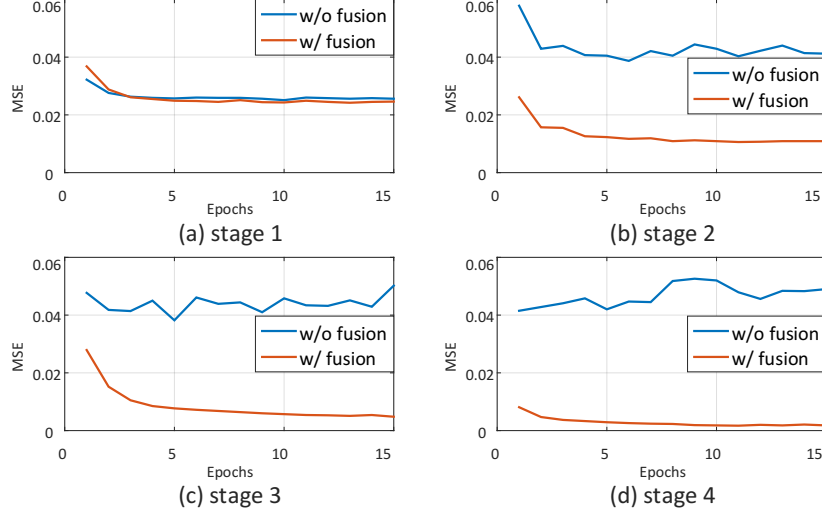 0.06
0.04
0.02
0
MSE
w/o fusion
w/ fusion
0
5
10
15
Epochs
(a) stage 1
0.06
0.04
0.02
0
MSE
w/o fusion
w/ fusion
0
5
10
15
Epochs
(b) stage 2
0.06
0.04
0.02
0
MSE
w/o fusion
w/ fusion
0
5
10
15
Epochs
(c) stage 3
0.06
0.04
0.02
0
MSE
w/o fusion
w/ fusion
0
5
10
15
Epochs
(d) stage 4